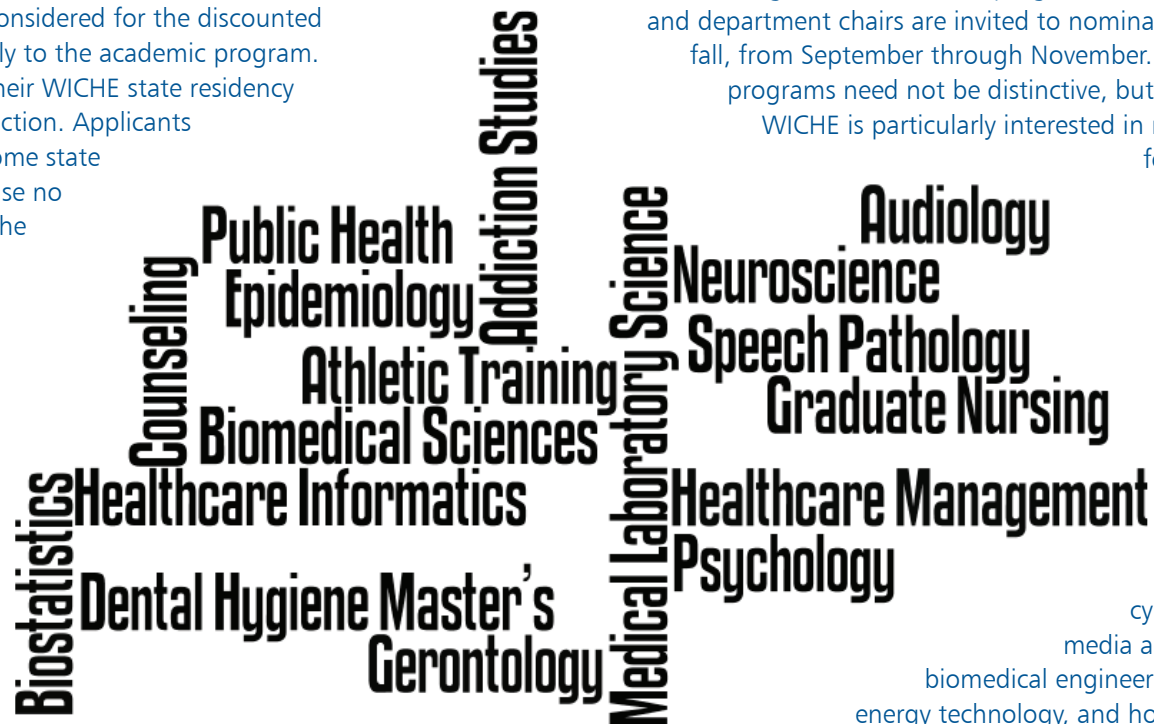 onsidered for the discounted
ly to the academic program.
heir WICHE state residency
ction. Applicants
ome state
se no
he
and department chairs are invited to nomina
fall, from September through November.
programs need not be distinctive, but
WICHE is particularly interested in
Addiction Studies
Public Health
Counseling
Epidemiology
Athletic Training
Biomedical Sciences
Healthcare Informatics
Biostatistics
Dental Hygiene Master's
Gerontology
Medical Laboratory Science
Audiology
Neuroscience
Speech Pathology
Graduate Nursing
Healthcare Management
Psychology
cy
media a
biomedical engineer
energy technology, and ho